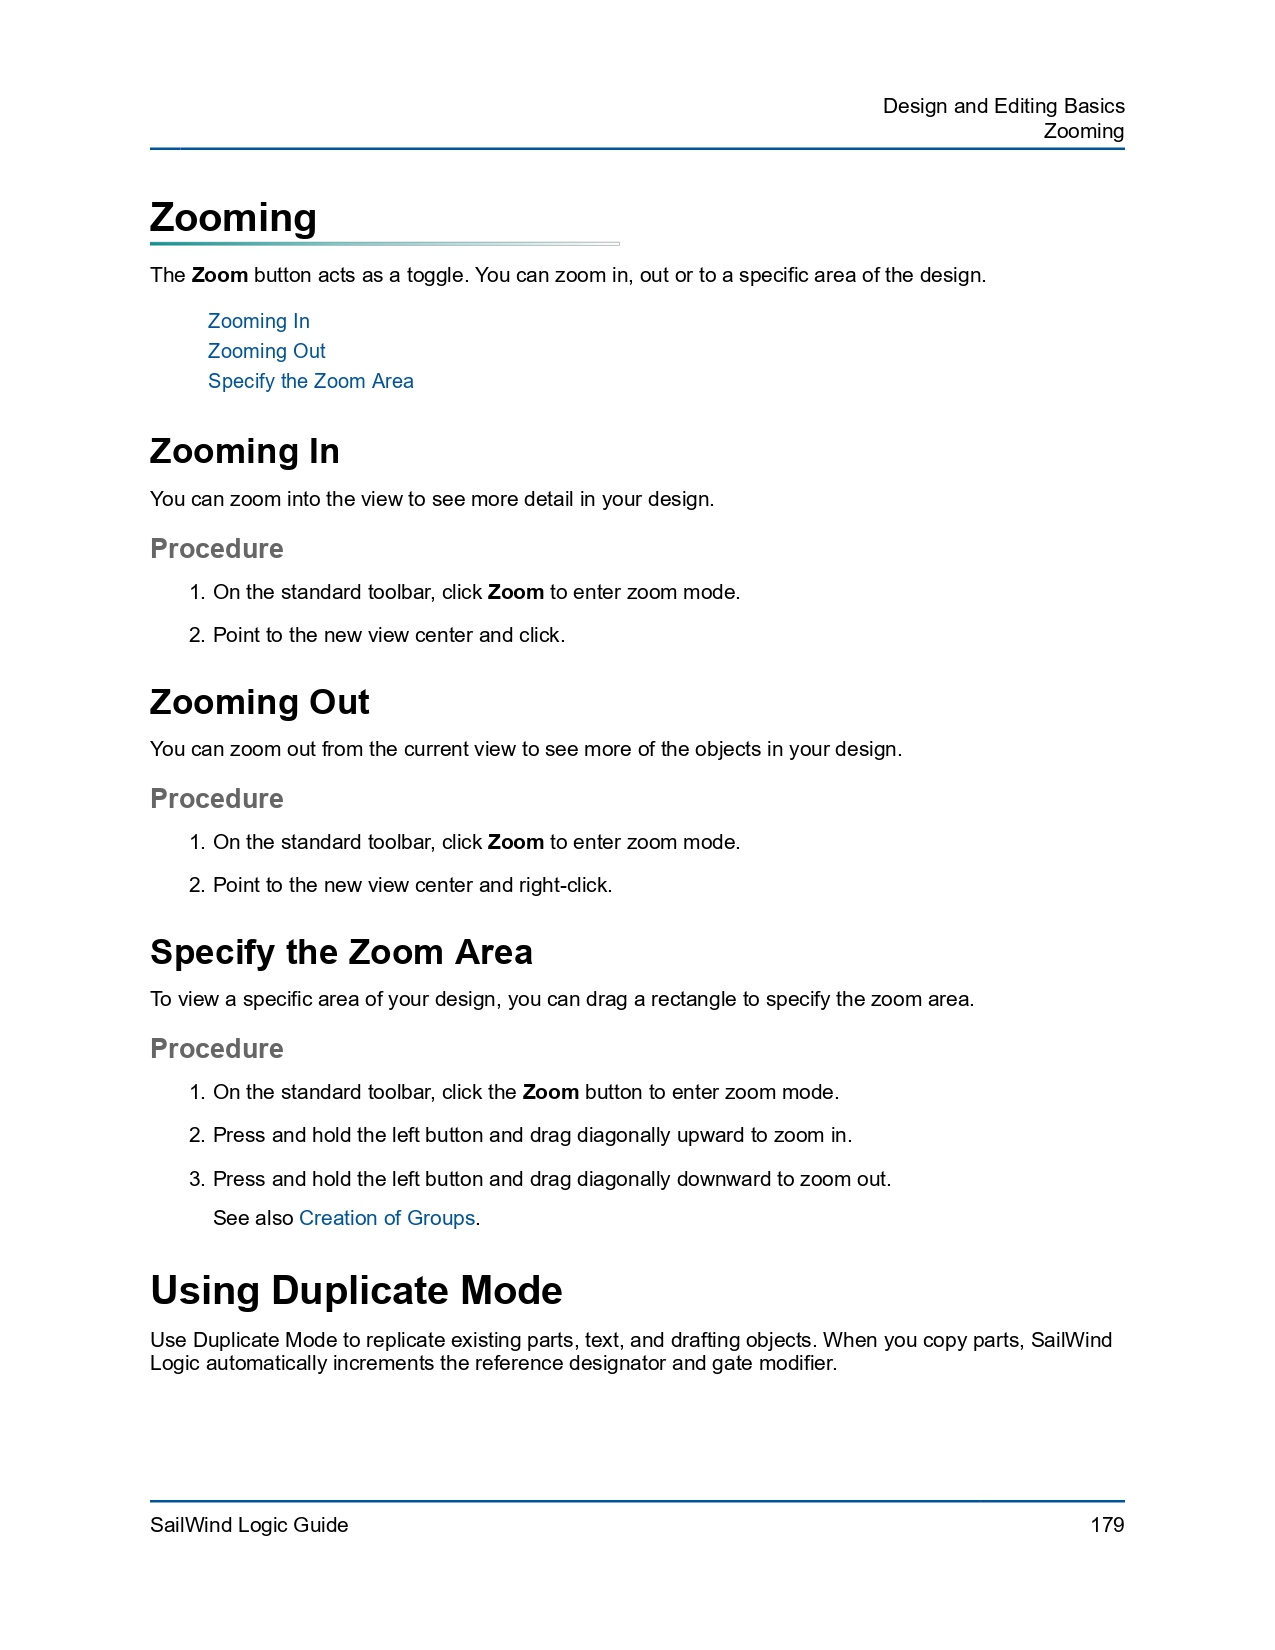 Design and Editing Basics
Zooming
Zooming
The Zoom button acts as a toggle. You can zoom in, out or to a specific area of the design.
Zooming In
Zooming Out
Specify the Zoom Area
Zooming In
You can zoom into the view to see more detail in your design.
Procedure
1. On the standard toolbar, click Zoom to enter zoom mode.
2. Point to the new view center and click.
Zooming Out
You can zoom out from the current view to see more of the objects in your design.
Procedure
1. On the standard toolbar, click Zoom to enter zoom mode.
2. Point to the new view center and right-click.
Specify the Zoom Area
To view a specific area of your design, you can drag a rectangle to specify the zoom area.
Procedure
1. On the standard toolbar, click the Zoom button to enter zoom mode.
2. Press and hold the left button and drag diagonally upward to zoom in.
3. Press and hold the left button and drag diagonally downward to zoom out.
See also Creation of Groups.
Using Duplicate Mode
Use Duplicate Mode to replicate existing parts, text, and drafting objects. When you copy parts, SailWind
Logic automatically increments the reference designator and gate modifier.
SailWind Logic Guide
179